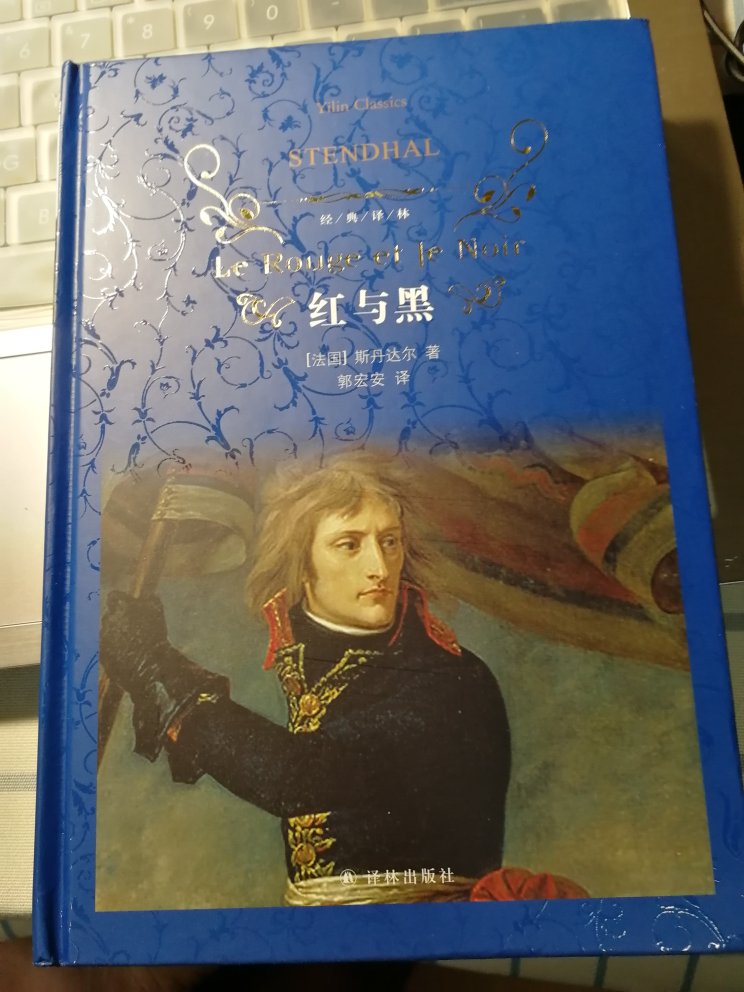 Yilin Classics
STENDHAL
经/典/译/林
Le Rouge et le Noir
红与黑
[法国] 斯丹达尔 著
郭宏安 译
译林出版社